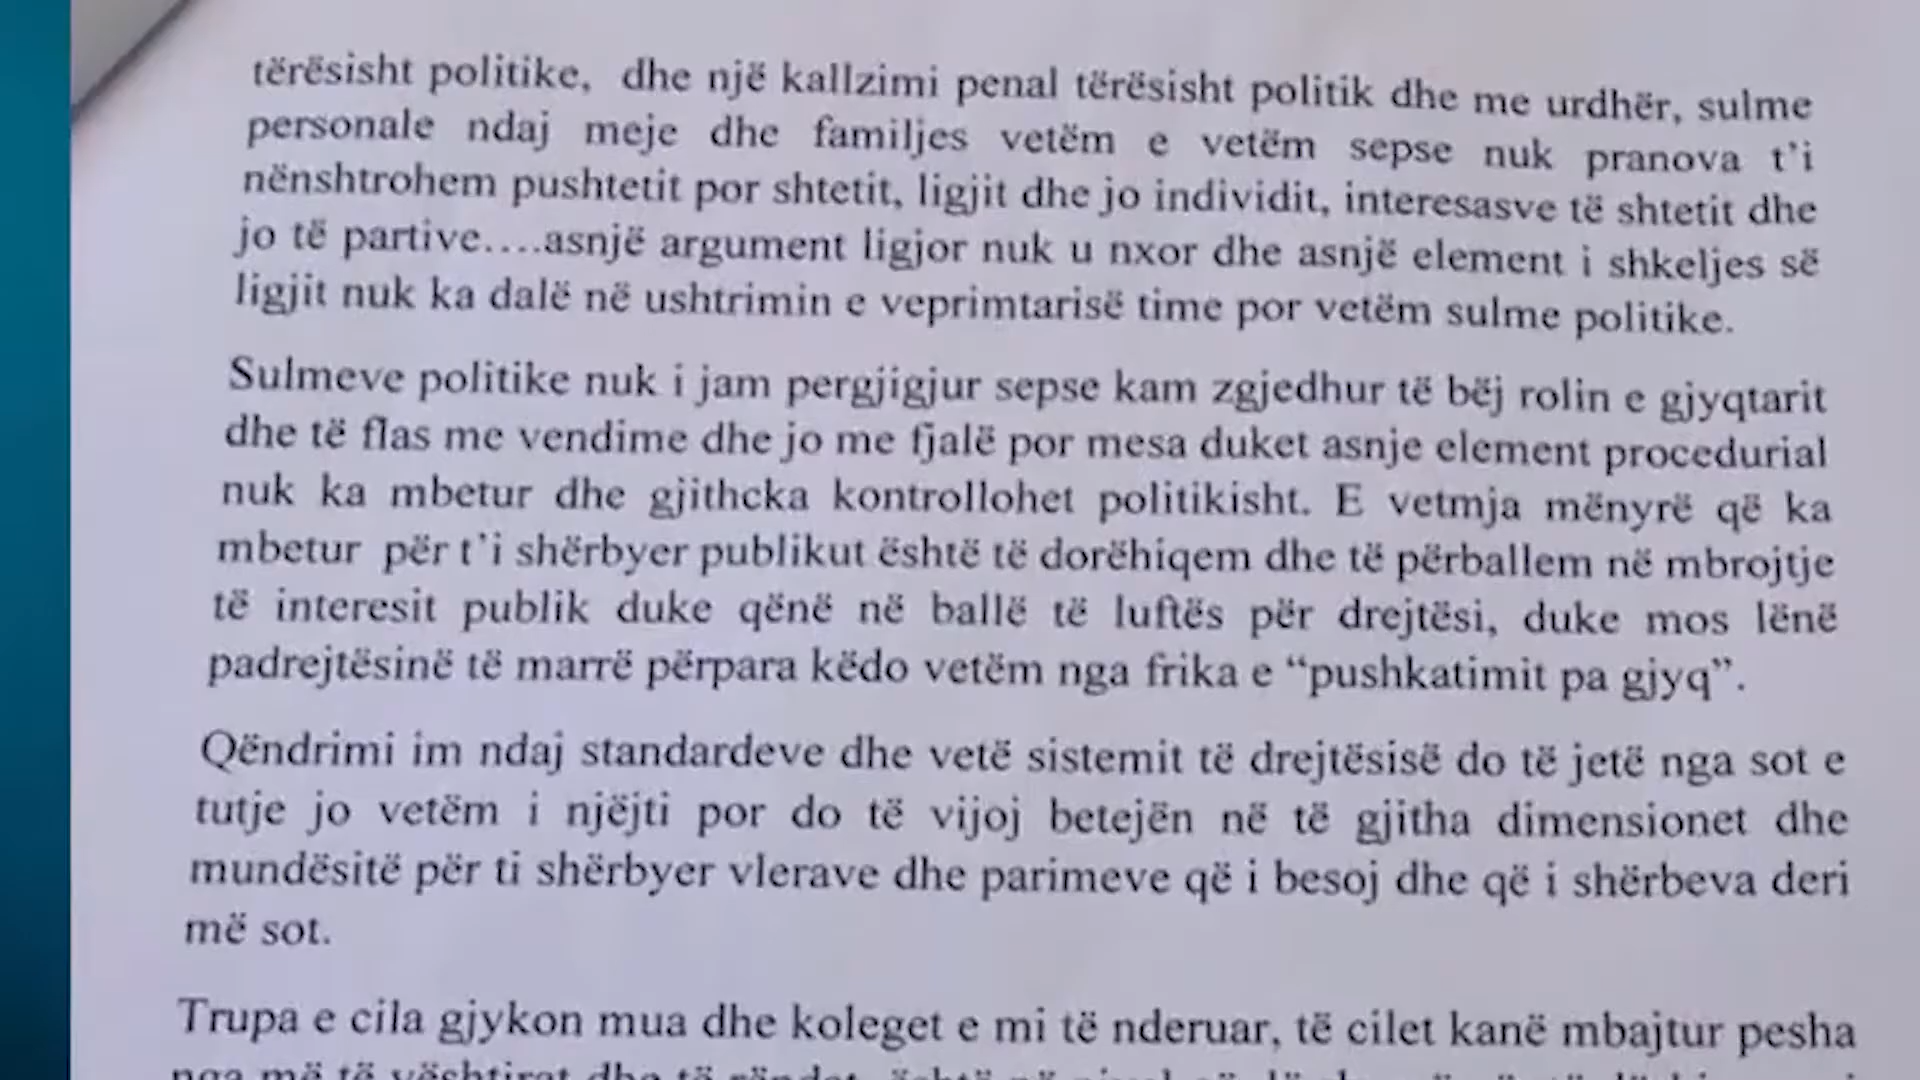 tërësisht politike, dhe një kallzimi penal tërësisht politik dhe me urdhër, sulme
personale ndaj meje dhe familjes vetëm e vetëm sepse nuk pranova t’i
nënshtrohem pushtetit por shtetit, ligjit dhe jo individit, interesasve të shtetit dhe
jo të partive....asnjë argument ligjor nuk u nxor dhe asnjë element i shkeljes së
ligjit nuk ka dalë në ushtrimin e veprimtarisë time por vetëm sulme politike.
Sulmeve politike nuk i jam pergjigjur sepse kam zgjedhur të bëj rolin e gjyqtarit
dhe të flas me vendime dhe jo me fjalë por mesa duket asnje element procedurial
nuk ka mbetur dhe gjithcka kontrollohet politikisht. E vetmja mënyrë që ka
mbetur për t’i shërbyer publikut është të dorëhiqem dhe të përballem në mbrojtje
të interesit publik duke qënë në ballë të luftës për drejtësi, duke mos lënë
padrejtësinë të marrë përpara këdo vetëm nga frika e “pushkatimit pa gjyq”.
Qëndrimi im ndaj standardeve dhe vetë sistemit të drejtësisë do të jetë nga sot e
tutje jo vetëm i njëjti por do të vijoj betejën në të gjitha dimensionet dhe
mundësitë për ti shërbyer vlerave dhe parimeve që i besoj dhe që i shërbeva deri
më sot.
Trupa e cila gjykon mua dhe koleget e mi të nderuar, të cilet kanë mbajtur pesha
nga më të vështirat dhe të rëndat, është në